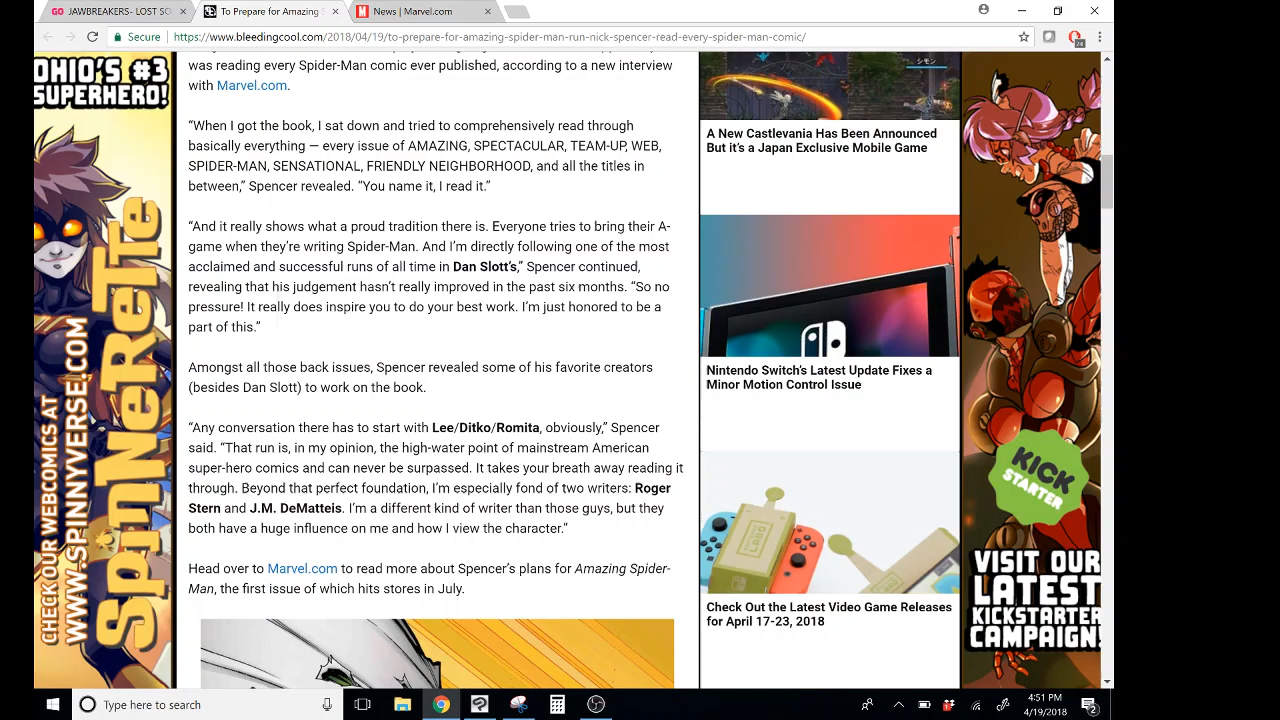 JAWBREAKERS- LOST SO
To Prepare for Amazing S
News | Marvel.com
Secure
https://www.bleedingcool.com/2018/04/19/to-prepare-for-amazing-spider-man-run-nick-spencer-read-every-spider-man-comic/
OHIO'S #3
SUPERHERO!
CHECK OUR WEBCOMICS AT
WWW.SPINNYVERSE.COM
SpiNNeReTTe
was reading every Spider-Man comic ever published, according to a new interview
with Marvel.com.
“When I got the book, I sat down and tried to comprehensively read through
basically everything — every issue of AMAZING, SPECTACULAR, TEAM-UP, WEB,
SPIDER-MAN, SENSATIONAL, FRIENDLY NEIGHBORHOOD, and all the titles in
between,” Spencer revealed. “You name it, I read it.”
“And it really shows what a proud tradition there is. Everyone tries to bring their A-
game when they’re writing Spider-Man. And I’m directly following one of the most
acclaimed and successful runs of all time in Dan Slott’s,” Spencer continued,
revealing that his judgement hasn’t really improved in the past six months. “So no
pressure! It really does inspire you to do your best work. I’m just honored to be a
part of this.”
Amongst all those back issues, Spencer revealed some of his favorite creators
(besides Dan Slott) to work on the book.
“Any conversation there has to start with Lee/Ditko/Romita, obviously,” Spencer
said. “That run is, in my opinion, the high-water point of mainstream American
super-hero comics and can never be surpassed. It takes your breath away reading it
through. Beyond that perfect foundation, I’m especially fond of two writers: Roger
Stern and J.M. DeMatteis. I’m a different kind of writer than those guys, but they
both have a huge influence on me and how I view the character.”
Head over to Marvel.com to read more about Spencer’s plans for Amazing Spider-
Man, the first issue of which hits stores in July.
シモン
A New Castlevania Has Been Announced
But it’s a Japan Exclusive Mobile Game
Nintendo Switch’s Latest Update Fixes a
Minor Motion Control Issue
Check Out the Latest Video Game Releases
for April 17-23, 2018
KICK
STARTER
VISIT OUR
LATEST
KICKSTARTER
CAMPAIGN!
Type here to search
4:51 PM
4/19/2018
2